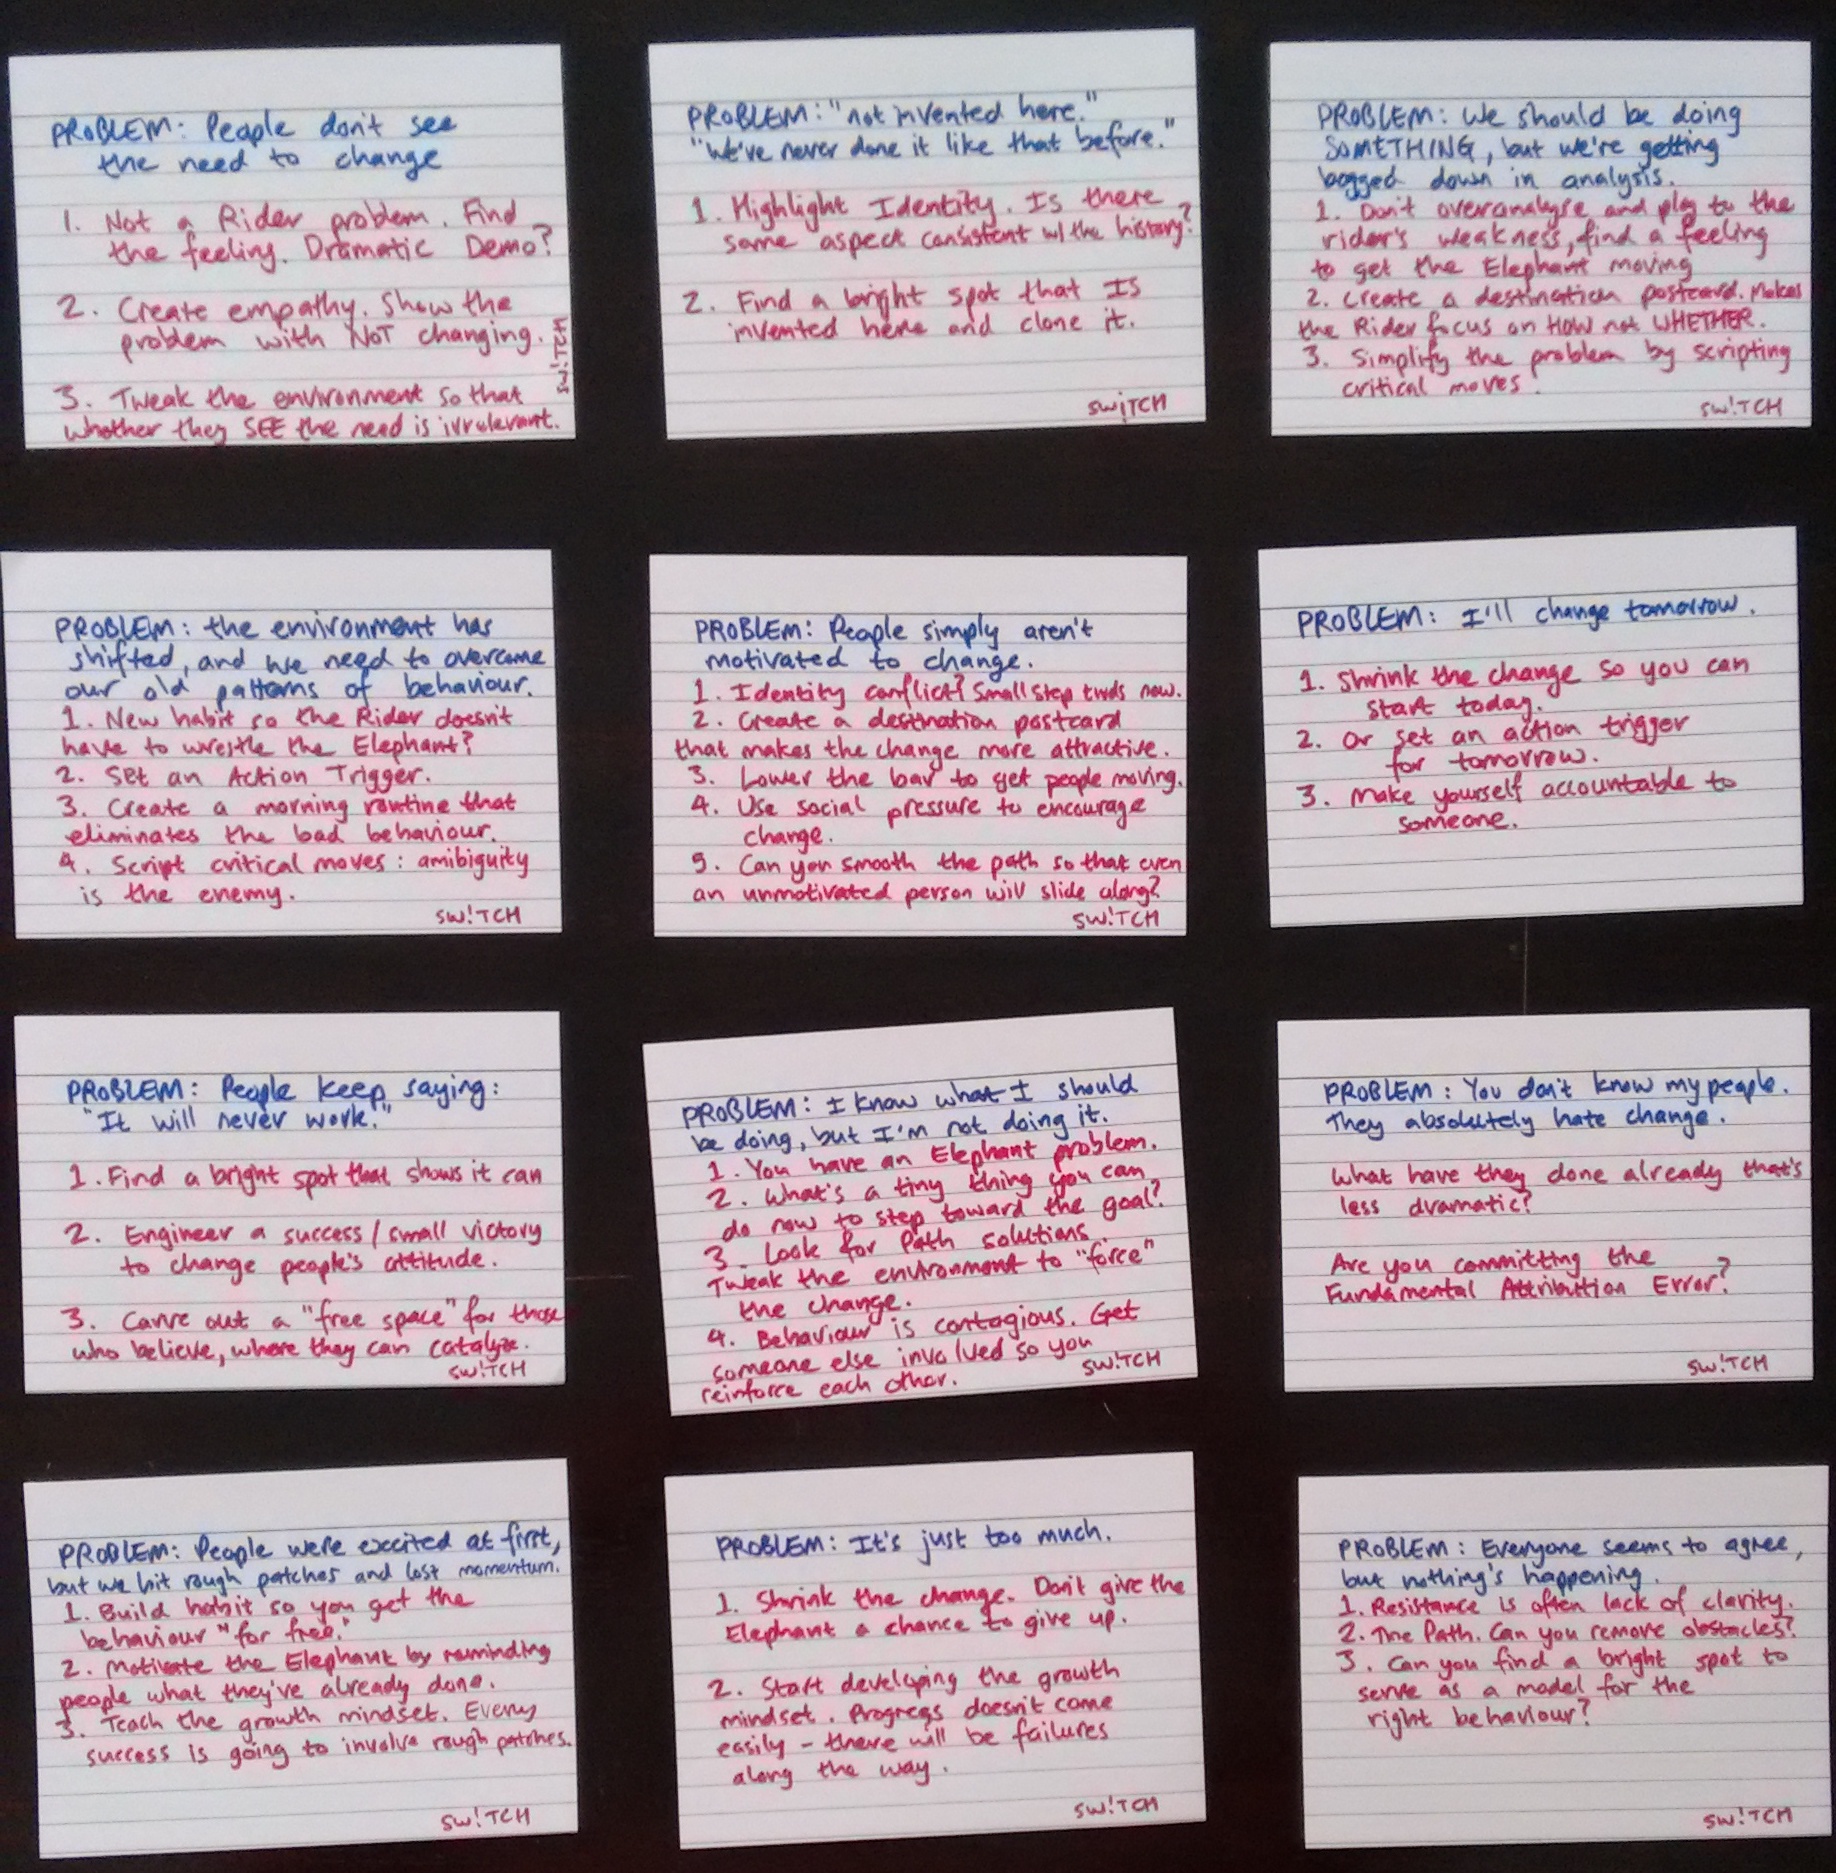 PROBLEM: People don't see
the need to change
1. Not a Rider problem. Find
the feeling. Dramatic Demo?
2. Create empathy. Show the
problem with NOT changing.
3. Tweak the environment so that
whether they SEE the need is irrelevant.
SW!TCH
PROBLEM: "not invented here."
"We've never done it like that before."
1. Highlight Identity. Is there
some aspect consistent w/ the history?
2. Find a bright spot that IS
invented here and clone it.
SW!TCH
PROBLEM: We should be doing
SOMETHING, but we're getting
bogged down in analysis.
1. Don't overanalyse and play to the
rider's weakness, find a feeling
to get the Elephant moving
2. Create a destination postcard. Makes
the Rider focus on HOW not WHETHER.
3. Simplify the problem by scripting
critical moves!
SW!TCH
PROBLEM: the environment has
shifted, and we need to overcome
our old patterns of behaviour.
1. New habit so the Rider doesn't
have to wrestle the Elephant?
2. Set an Action Trigger.
3. Create a morning routine that
eliminates the bad behaviour.
4. Script critical moves: amibiguity
is the enemy.
SW!TCH
PROBLEM: People simply aren't
motivated to change.
1. Identity conflict? Small step twds now.
2. Create a destination postcard
that makes the change more attractive.
3. Lower the bar to get people moving.
4. Use social pressure to encourage
change.
5. Can you smooth the path so that even
an unmotivated person will slide along?
SW!TCH
PROBLEM: I'll change tomorrow.
1. Shrink the change so you can
start today.
2. Or set an action trigger
for tomorrow.
3. Make yourself accountable to
someone.
PROBLEM: People keep saying:
"It will never work."
1. Find a bright spot that shows it can
2. Engineer a success / small victory
to change people's attitude.
3. Carve out a "free space" for those
who believe, where they can catalyze.
SW!TCH
PROBLEM: I know what I should
be doing, but I'm not doing it.
1. You have an Elephant problem.
2. What's a tiny thing you can
do now to step toward the goal?
3. Look for Path solutions
Tweak the environment to "force"
the change.
4. Behaviour is contagious. Get
someone else involved so you
reinforce each other.
SW!TCH
PROBLEM: You don't know my people.
They absolutely hate change.
What have they done already that's
less dramatic?
Are you committing the
Fundamental Attribution Error?
SW!TCH
PROBLEM: People were excited at first,
but we hit rough patches and lost momentum.
1. Build habit so you get the
behaviour "for free."
2. Motivate the Elephant by reminding
people what they've already done.
3. Teach the growth mindset. Every
success is going to involve rough patches.
SW!TCH
PROBLEM: It's just too much.
1. Shrink the change. Don't give the
Elephant a chance to give up.
2. Start developing the growth
mindset. Progress doesn't come
easily - there will be failures
along the way.
SW!TCH
PROBLEM: Everyone seems to agree,
but nothing's happening.
1. Resistance is often lack of clarity.
2. The Path. Can you remove obstacles?
3. Can you find a bright spot to
serve as a model for the
right behaviour?
SW!TCH